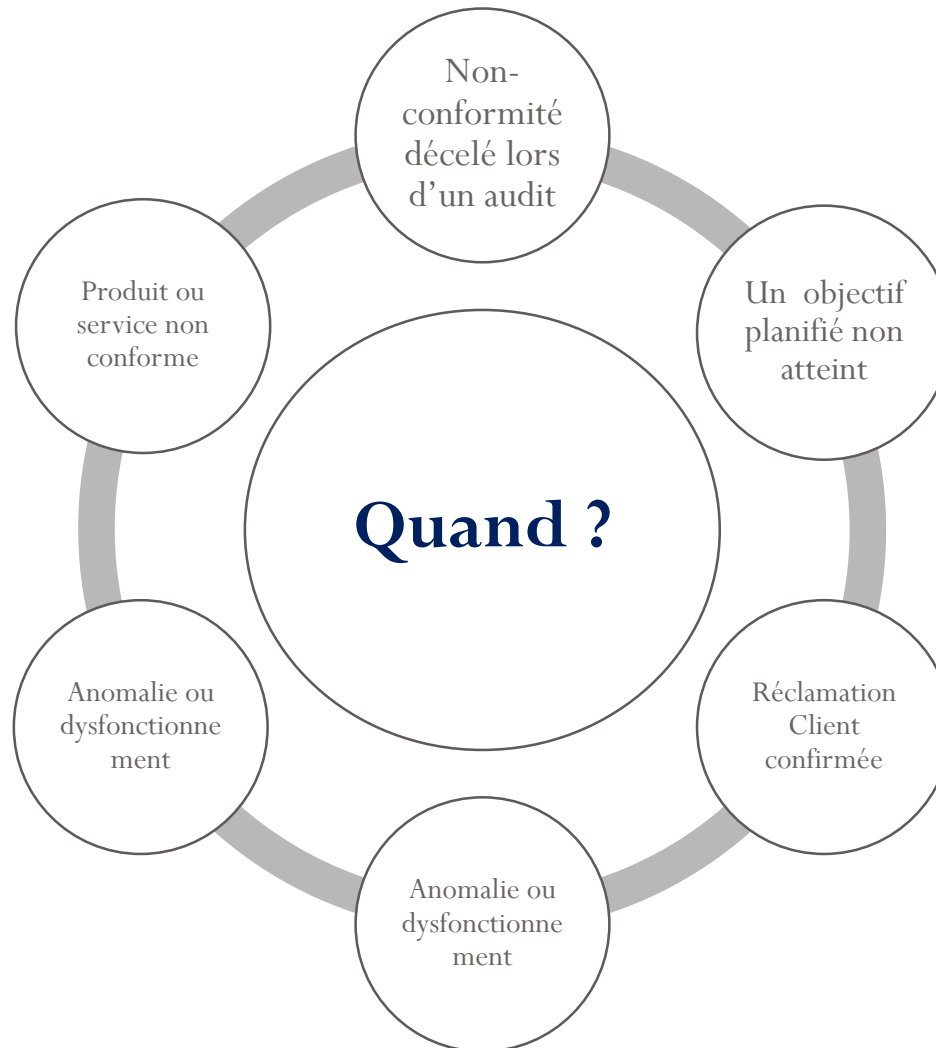 Non-
conformité
décelé lors
d’un audit
Un  objectif
planifié non
atteint
Réclamation
Client
confirmée
Anomalie ou
dysfonctionne
ment
Anomalie ou
dysfonctionne
ment
Produit ou
service non
conforme
Quand ?